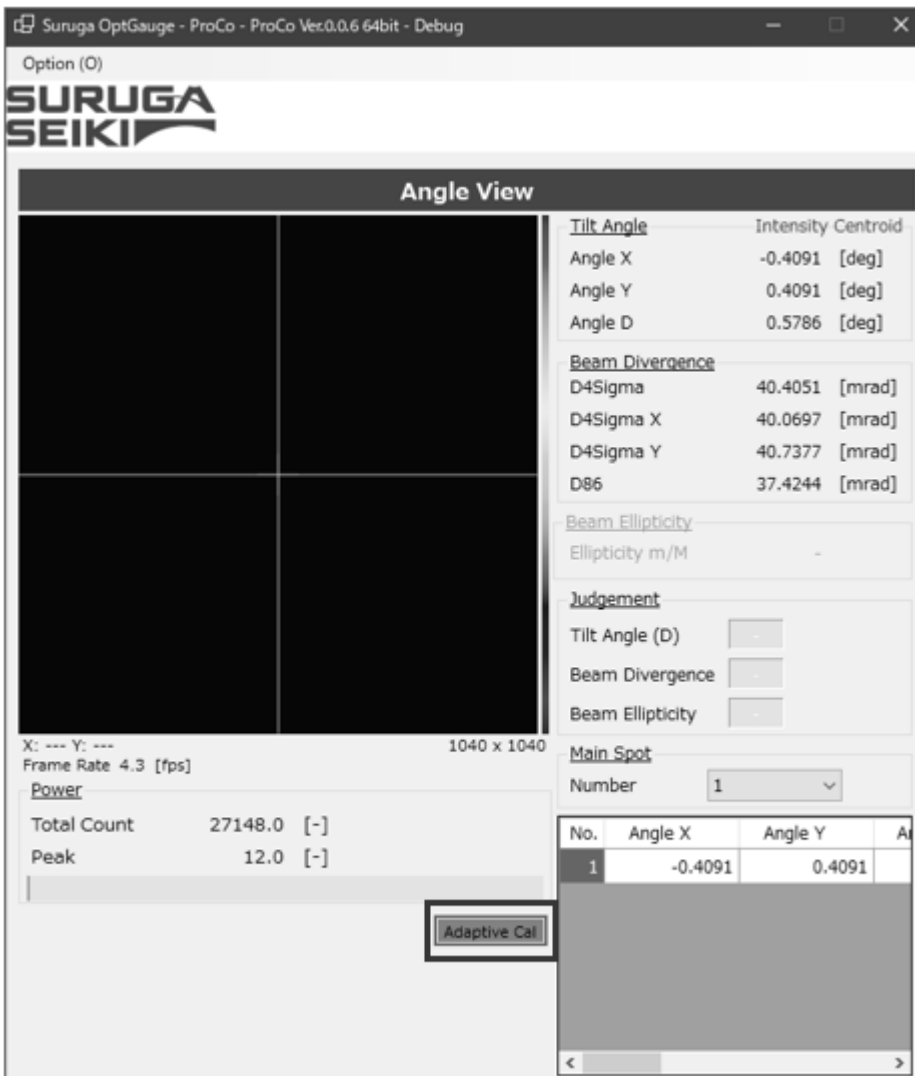 Suruga OptGauge - ProCo - ProCo Ver.0.0.6 64bit - Debug
Option (O)
SURUGA
SEIKI
Angle View
Tilt Angle Intensity Centroid
Angle X -0.4091 [deg]
Angle Y 0.4091 [deg]
Angle D 0.5786 [deg]
Beam Divergence
D4Sigma 40.4051 [mrad]
D4Sigma X 40.0697 [mrad]
D4Sigma Y 40.7377 [mrad]
D86 37.4244 [mrad]
Beam Ellipticity
Ellipticity m/M -
Judgement
Tilt Angle (D) -
Beam Divergence -
Beam Ellipticity -
X: --- Y: --- 1040 x 1040
Frame Rate 4.3 [fps]
Main Spot
Number 1
Power
Total Count 27148.0 [-]
Peak 12.0 [-]
No. Angle X Angle Y
1 -0.4091 0.4091
Adaptive Cal